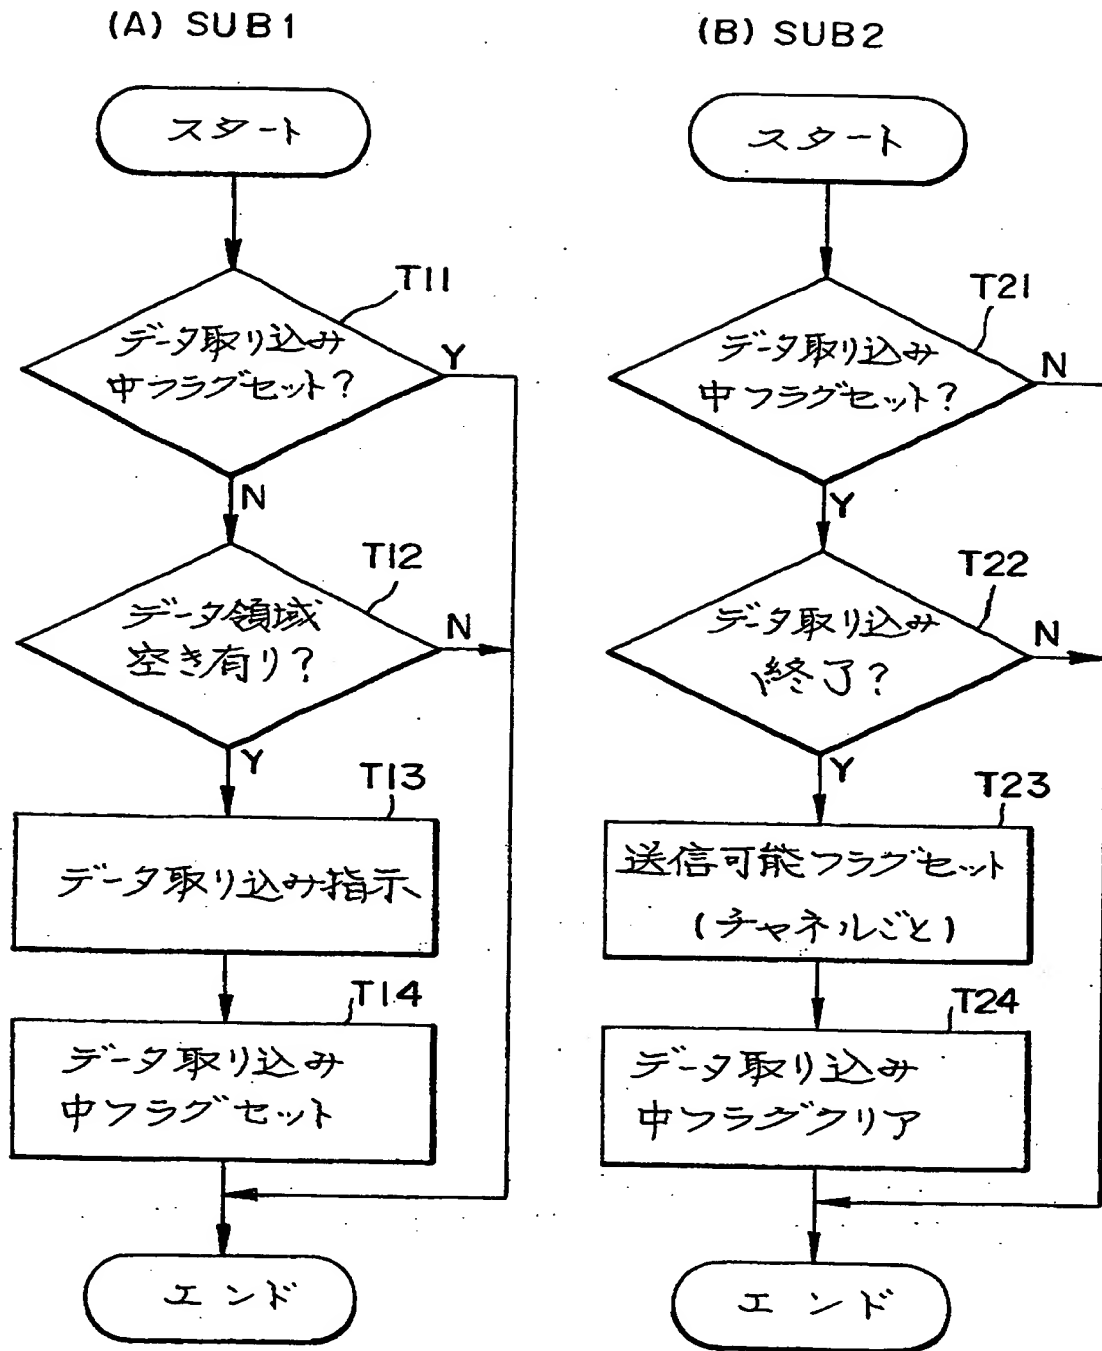 (A) SUB1
スタート
T11
データ取り込み
中フラグセット?
Y
N
T12
データ領域
空き有り?
N
Y
T13
データ取り込み指示
T14
データ取り込み
中フラグセット
エンド
(B) SUB2
スタート
T21
データ取り込み
中フラグセット?
N
Y
T22
データ取り込み
終了?
N
Y
T23
送信可能フラグセット
(チャネルごと)
T24
データ取り込み
中フラグクリア
エンド